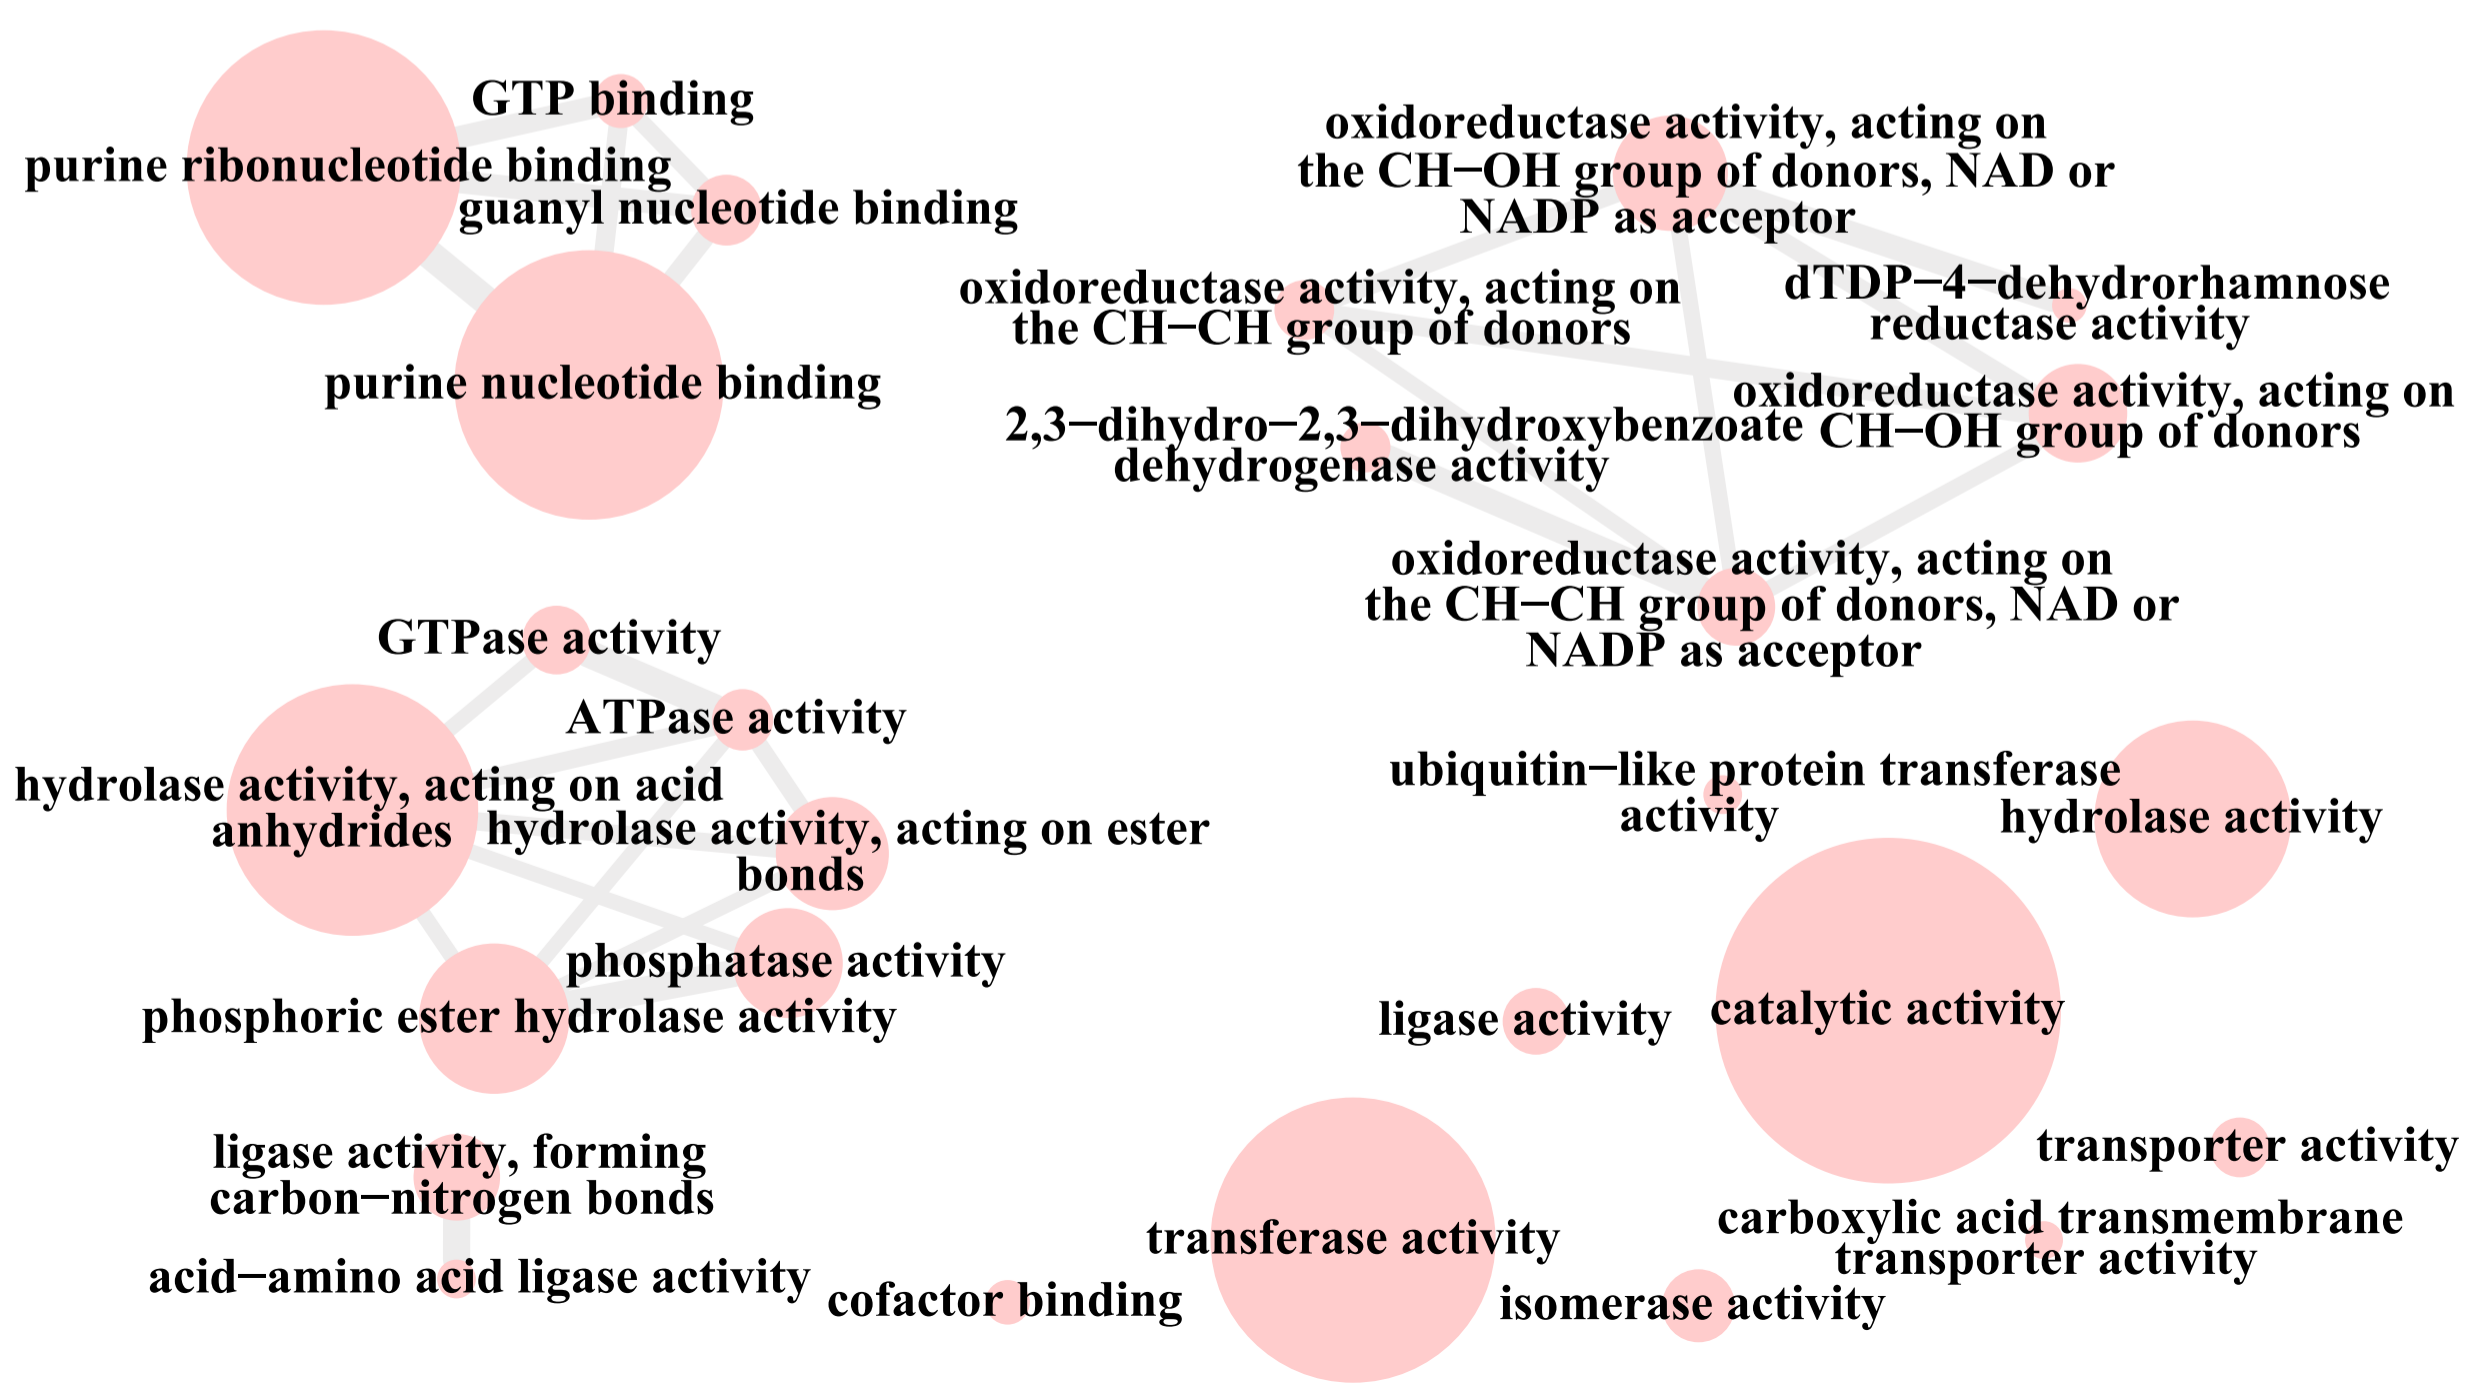 GTP binding
purine ribonucleotide binding
guanyl nucleotide binding
purine nucleotide binding
oxidoreductase activity, acting on
the CH−OH group of donors, NAD or
NADP as acceptor
oxidoreductase activity, acting on
the CH−CH group of donors
dTDP−4−dehydrorhamnose
reductase activity
oxidoreductase activity, acting on
CH−OH group of donors
2,3−dihydro−2,3−dihydroxybenzoate
dehydrogenase activity
oxidoreductase activity, acting on
the CH−CH group of donors, NAD or
NADP as acceptor
GTPase activity
ATPase activity
hydrolase activity, acting on acid
anhydrides
hydrolase activity, acting on ester
bonds
phosphatase activity
phosphoric ester hydrolase activity
ubiquitin−like protein transferase
activity
hydrolase activity
ligase activity
catalytic activity
ligase activity, forming
carbon−nitrogen bonds
acid−amino acid ligase activity
cofactor binding
transferase activity
transporter activity
carboxylic acid transmembrane
transporter activity
isomerase activity